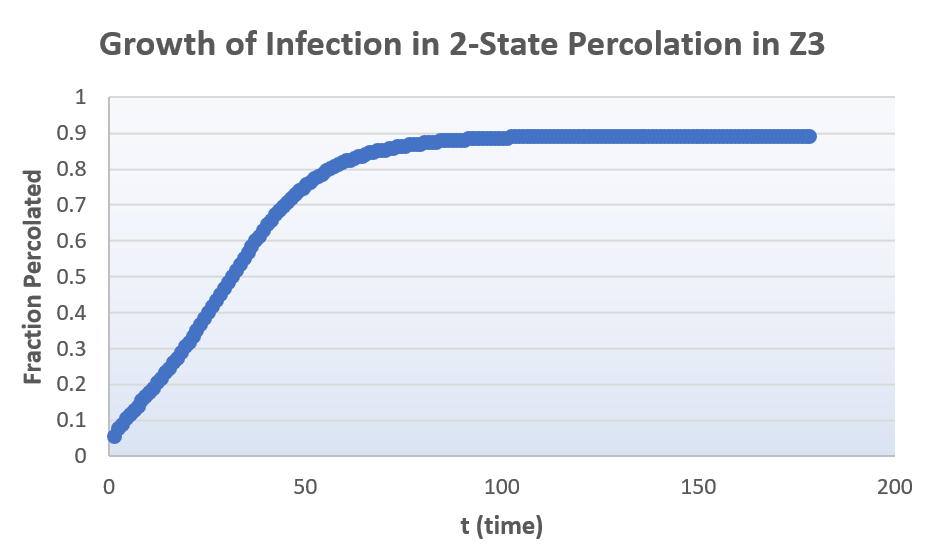 Growth of Infection in 2-State Percolation in Z3
Fraction Percolated
1
0.9
0.8
0.7
0.6
0.5
0.4
0.3
0.2
0.1
0
0 50 100 150 200
t (time)